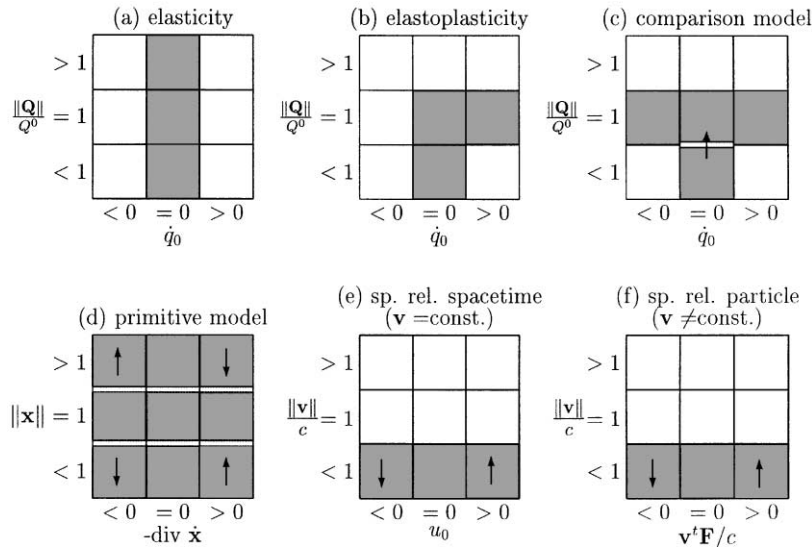 (a) elasticity
(b) elastoplasticity
(c) comparison model
> 1
‖Q‖/Q⁰ = 1
< 1
< 0 = 0 > 0
q̇₀
> 1
‖Q‖/Q⁰ = 1
< 1
< 0 = 0 > 0
q̇₀
> 1
‖Q‖/Q⁰ = 1
< 1
< 0 = 0 > 0
q̇₀
(d) primitive model
(e) sp. rel. spacetime
(v =const.)
(f) sp. rel. particle
(v ≠const.)
> 1
‖x‖ = 1
< 1
< 0 = 0 > 0
-div ẋ
> 1
‖v‖/c = 1
< 1
< 0 = 0 > 0
u₀
> 1
‖v‖/c = 1
< 1
< 0 = 0 > 0
vᵗF/c